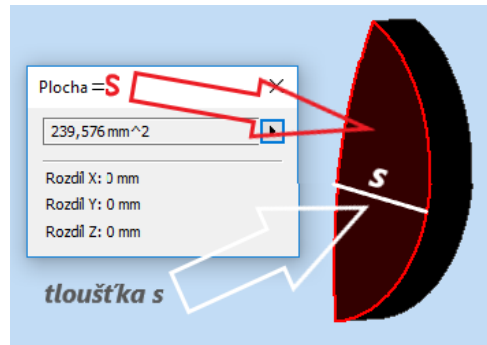 Plocha =S
239,576 mm^2
Rozdíl X: 0 mm
Rozdíl Y: 0 mm
Rozdíl Z: 0 mm
s
tloušťka s